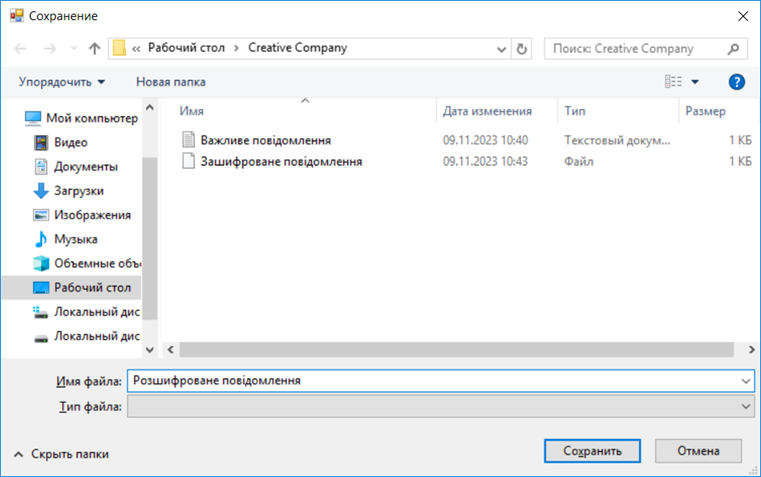 Сохранение
« Рабочий стол › Creative Company
Поиск: Creative Company
Упорядочить
Новая папка
?
Имя
Дата изменения
Тип
Размер
Мой компьютер
Видео
Документы
Загрузки
Изображения
Музыка
Объемные объ
Рабочий стол
Локальный дис
Локальный дис
Важливе повідомлення 09.11.2023 10:40 Текстовый докум... 1 КБ
Зашифроване повідомлення 09.11.2023 10:43 Файл 1 КБ
Имя файла: Розшифроване повідомлення
Тип файла:
Скрыть папки
Сохранить
Отмена